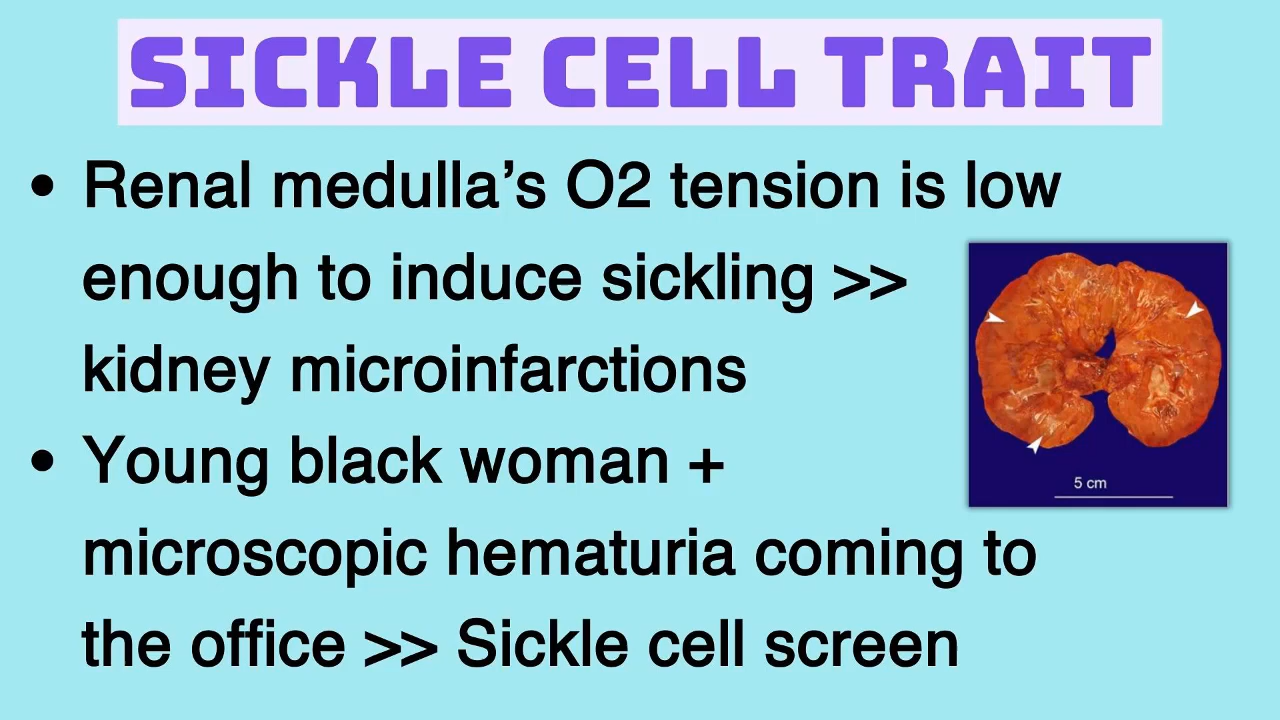 SICKLE CELL TRAIT
• Renal medulla’s O2 tension is low
enough to induce sickling >>
kidney microinfarctions
• Young black woman +
microscopic hematuria coming to
the office >> Sickle cell screen
5 cm